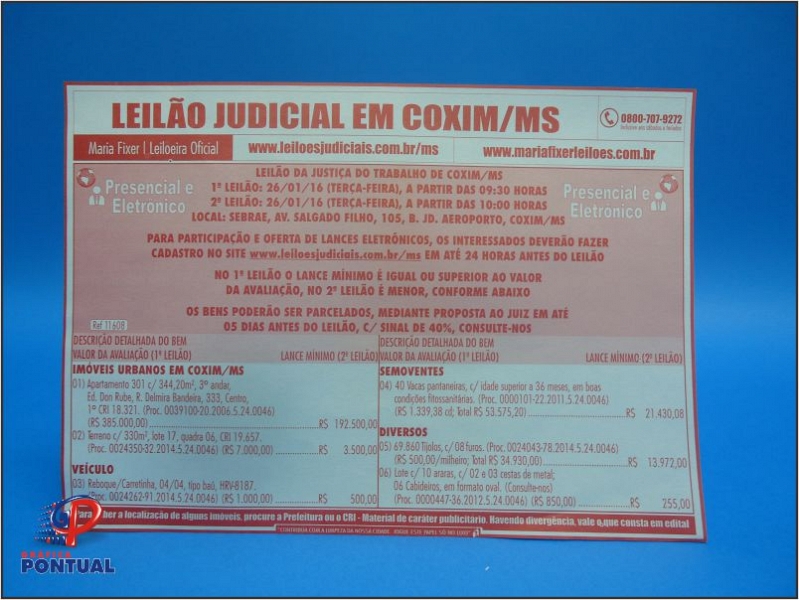 LEILÃO JUDICIAL EM COXIM/MS
0800-707-9272
Inclusive em sábados e feriados
Maria Fixer | Leiloeira Oficial
www.leiloesjudiciais.com.br/ms
www.mariafixerleiloes.com.br
LEILÃO DA JUSTIÇA DO TRABALHO DE COXIM/MS
Presencial e
Eletrônico
1º LEILÃO: 26/01/16 (TERÇA-FEIRA), A PARTIR DAS 09:30 HORAS
2º LEILÃO: 26/01/16 (TERÇA-FEIRA), A PARTIR DAS 10:00 HORAS
LOCAL: SEBRAE, AV. SALGADO FILHO, 105, B. JD. AEROPORTO, COXIM/MS
Presencial e
Eletrônico
PARA PARTICIPAÇÃO E OFERTA DE LANCES ELETRÔNICOS, OS INTERESSADOS DEVERÃO FAZER
CADASTRO NO SITE www.leiloesjudiciais.com.br/ms EM ATÉ 24 HORAS ANTES DO LEILÃO
NO 1º LEILÃO O LANCE MÍNIMO É IGUAL OU SUPERIOR AO VALOR
DA AVALIAÇÃO, NO 2º LEILÃO É MENOR, CONFORME ABAIXO
OS BENS PODERÃO SER PARCELADOS, MEDIANTE PROPOSTA AO JUIZ EM ATÉ
05 DIAS ANTES DO LEILÃO, C/ SINAL DE 40%, CONSULTE-NOS
Ref 11608
DESCRIÇÃO DETALHADA DO BEM
VALOR DA AVALIAÇÃO (1º LEILÃO) LANCE MÍNIMO (2º LEILÃO)
IMÓVEIS URBANOS EM COXIM/MS
01) Apartamento 301 c/ 344,20m², 3º andar,
Ed. Don Rube, R. Delmira Bandeira, 333, Centro,
1º CRI 18.321. (Proc. 0039100-20.2006.5.24.0046)
(R$ 385.000,00) R$ 192.500,00
02) Terreno c/ 330m², lote 17, quadra 06, CRI 19.657.
(Proc. 0024350-32.2014.5.24.0046) (R$ 7.000,00) R$ 3.500,00
VEÍCULO
03) Reboque/Carretinha, 04/04, tipo baú, HRV-8187.
(Proc. 0024262-91.2014.5.24.0046) (R$ 1.000,00) R$ 500,00
DESCRIÇÃO DETALHADA DO BEM
VALOR DA AVALIAÇÃO (1º LEILÃO) LANCE MÍNIMO (2º LEILÃO)
SEMOVENTES
04) 40 Vacas pantaneiras, c/ idade superior a 36 meses, em boas
condições fitossanitárias. (Proc. 0000101-22.2011.5.24.0046)
(R$ 1.339,38 cd; Total R$ 53.575,20) R$ 21.430,08
DIVERSOS
05) 69.860 Tijolos, c/ 08 furos. (Proc. 0024043-78.2014.5.24.0046)
(R$ 500,00/milheiro; Total R$ 34.930,00) R$ 13.972,00
06) Lote c/ 10 araras, c/ 02 e 03 cestas de metal;
06 Cabideiros, em formato oval. (Consulte-nos)
(Proc. 0000447-36.2012.5.24.0046) (R$ 850,00) R$ 255,00
Para saber a localização de alguns imóveis, procure a Prefeitura ou o CRI - Material de caráter publicitário. Havendo divergência, vale o que consta em edital
GRÁFICA
PONTUAL